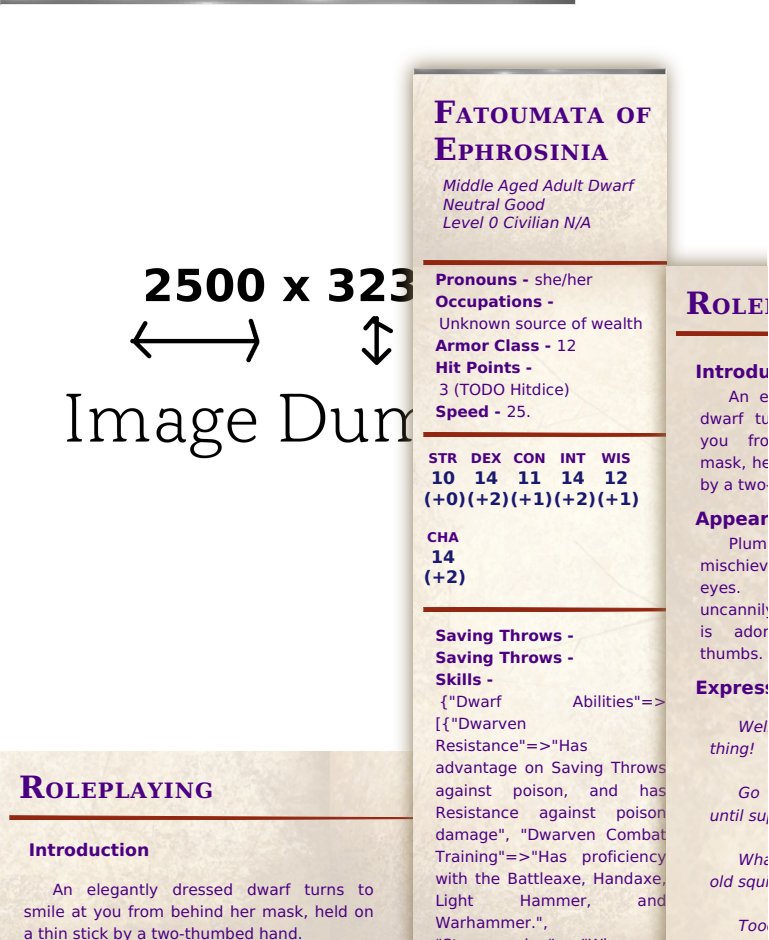 2500 x 323
Image Dum
Fatoumata of
Ephrosinia
Middle Aged Adult Dwarf
Neutral Good
Level 0 Civilian N/A
Pronouns - she/her
Occupations -
Unknown source of wealth
Armor Class - 12
Hit Points -
3 (TODO Hitdice)
Speed - 25.
STR DEX CON INT WIS
10 14 11 14 12
(+0) (+2) (+1) (+2) (+1)
CHA
14
(+2)
Saving Throws -
Saving Throws -
Skills -
{"Dwarf Abilities"=>
[{"Dwarven
Resistance"=>"Has
advantage on Saving Throws
against poison, and has
Resistance against poison
damage", "Dwarven Combat
Training"=>"Has proficiency
with the Battleaxe, Handaxe,
Light Hammer, and
Warhammer.",
Roleplaying
Introduction
An elegantly dressed dwarf turns to
smile at you from behind her mask, held on
a thin stick by a two-thumbed hand.
Role
Introdu
An e
dwarf tu
you fro
mask, he
by a two-
Appear
Plum
mischiev
eyes.
uncannily
is ador
thumbs.
Express
Wel
thing!
Go
until su
Wha
old squi
Tood